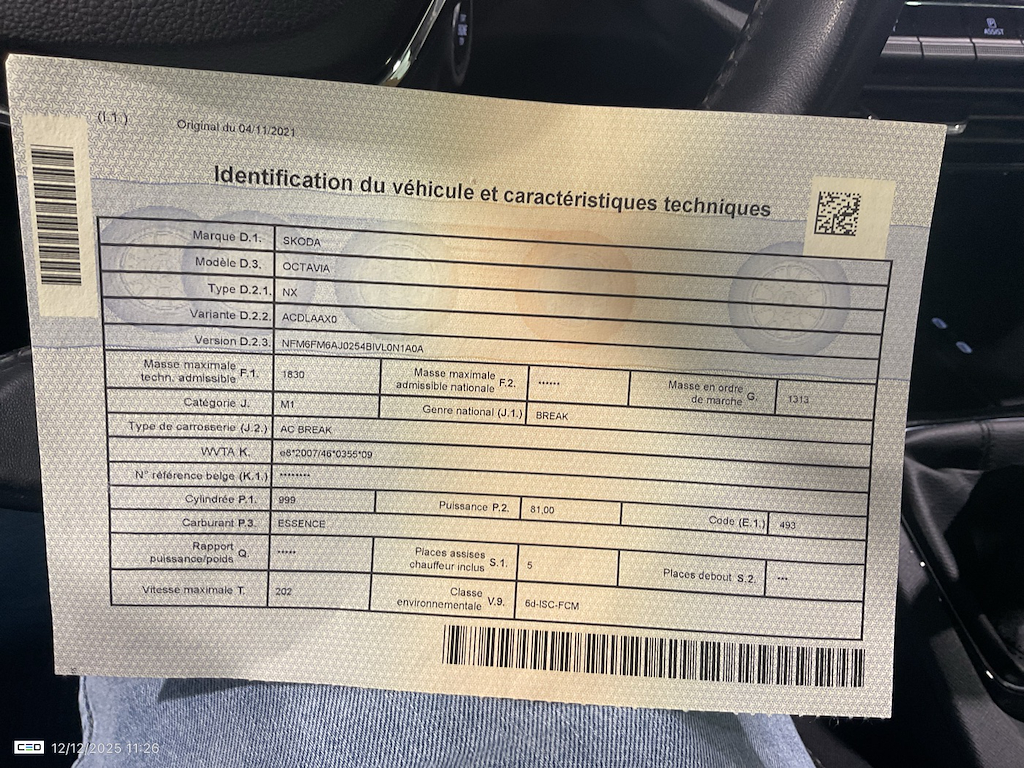 ASSIST
(I.1.) Original du 04/11/2021
Identification du véhicule et caractéristiques techniques
Marque D.1. SKODA
Modèle D.3. OCTAVIA
Type D.2.1. NX
Variante D.2.2. ACDLAAX0
Version D.2.3. NFM6FM6AJ0254BIVL0N1A0A
Masse maximale techn. admissible F.1. 1830 Masse maximale admissible nationale F.2. •••••• Masse en ordre de marche G. 1313
Catégorie J. M1 Genre national (J.1.) BREAK
Type de carrosserie (J.2.) AC BREAK
WVTA K. e8*2007/46*0355*09
N° référence belge (K.1.) ••••••••
Cylindrée P.1. 999 Puissance P.2. 81,00 Code (E.1.) 493
Carburant P.3. ESSENCE
Rapport puissance/poids Q. ••••• Places assises chauffeur inclus S.1. 5 Places debout S.2. •••
Vitesse maximale T. 202 Classe environnementale V.9. 6d-ISC-FCM
CEO 12/12/2025 11:26